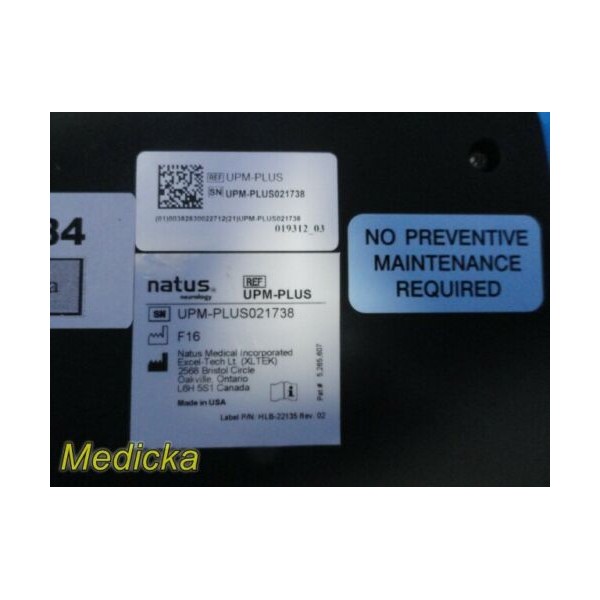 REF UPM-PLUS
SN UPM-PLUS021738
(01)00382830022712(21)UPM-PLUS021738
019312_03
84
a
NO PREVENTIVE
MAINTENANCE
REQUIRED
natus®
neurology
REF
UPM-PLUS
SN UPM-PLUS021738
F16
Natus Medical incorporated
Excel-Tech Lt. (XLTEK)
2568 Bristol Circle
Oakville, Ontario
L6H 5S1 Canada
Made in USA
Pat # 5,265,607
Label P/N: HLB-22135 Rev. 02
Medicka